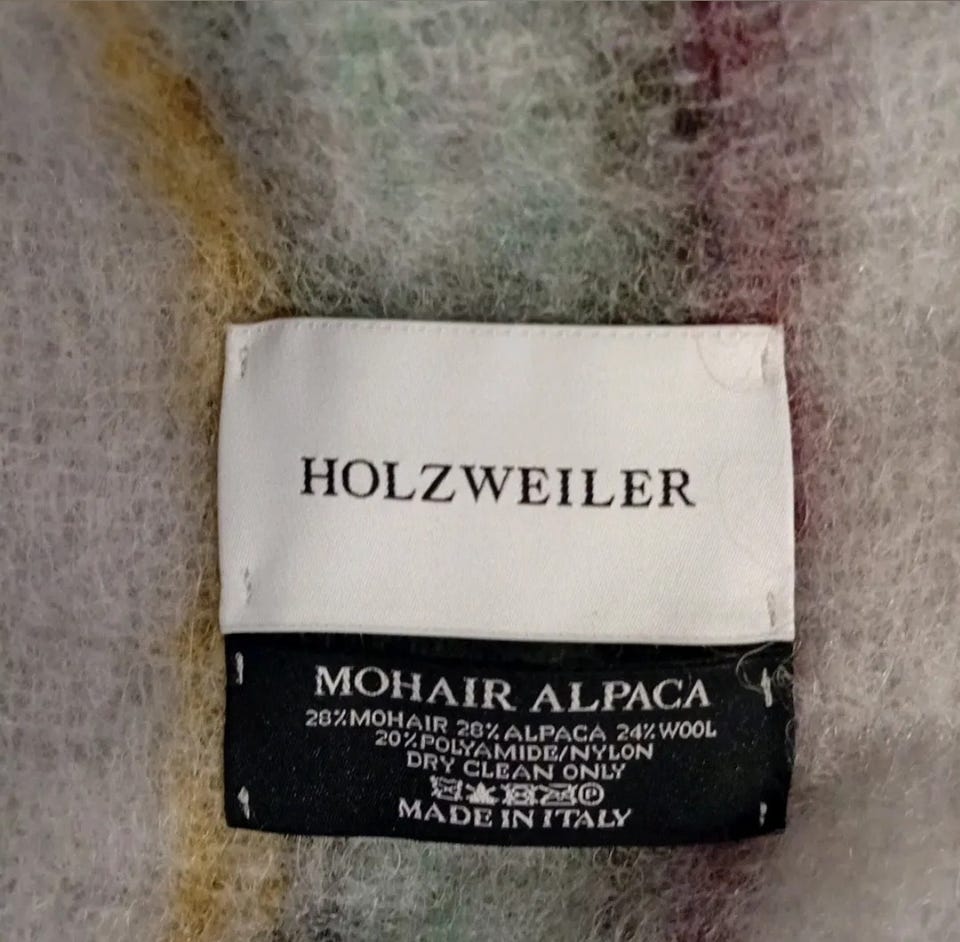 HOLZWEILER
MOHAIR ALPACA
28%MOHAIR 28%ALPACA 24%WOOL
20%POLYAMIDE/NYLON
DRY CLEAN ONLY
P
MADE IN ITALY